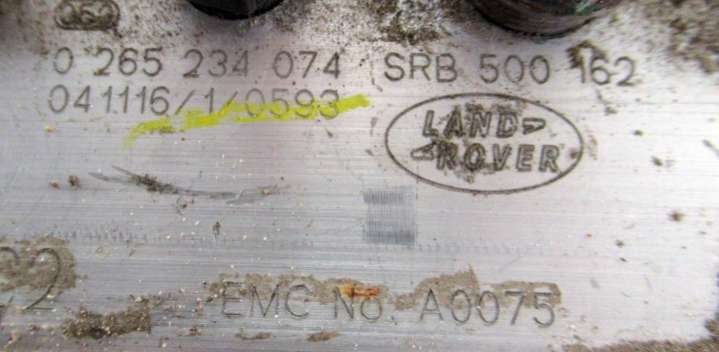 0 265 234 074 SRB 500 162
041116/1/0593
LAND
ROVER
EMC No. A0075